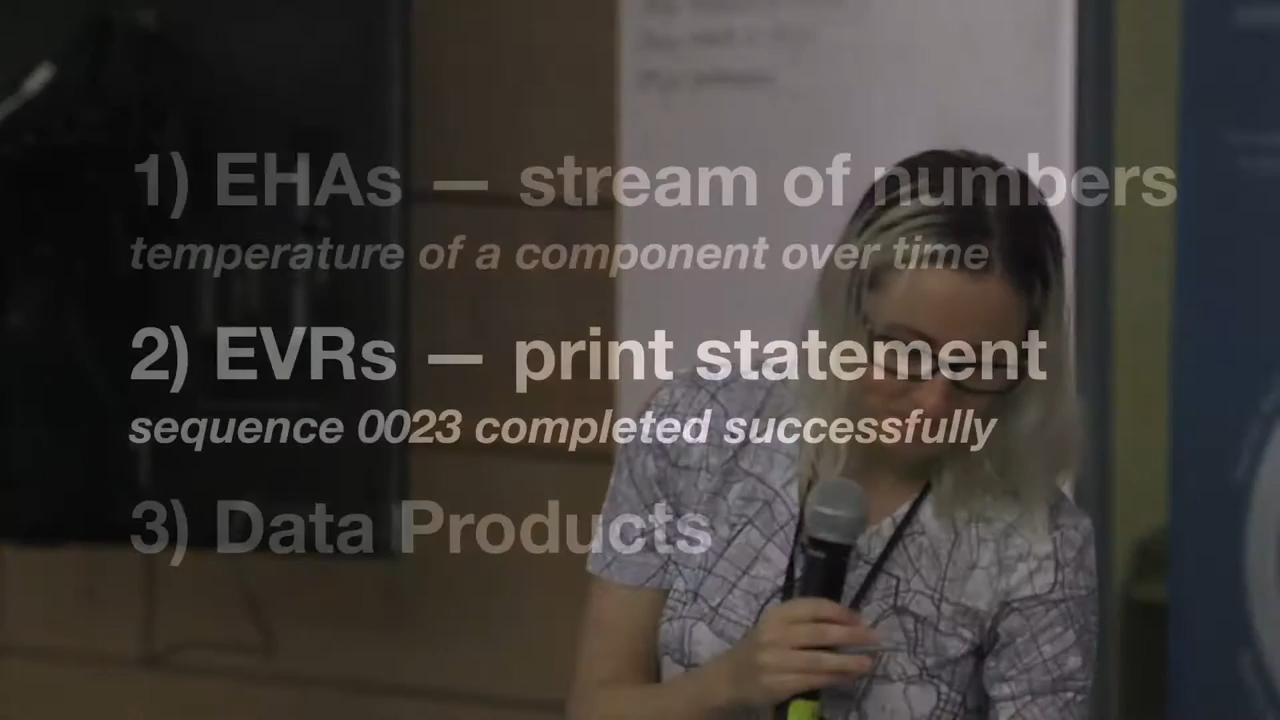 1) EHAs — stream of numbers
temperature of a component over time
2) EVRs — print statement
sequence 0023 completed successfully
3) Data Products